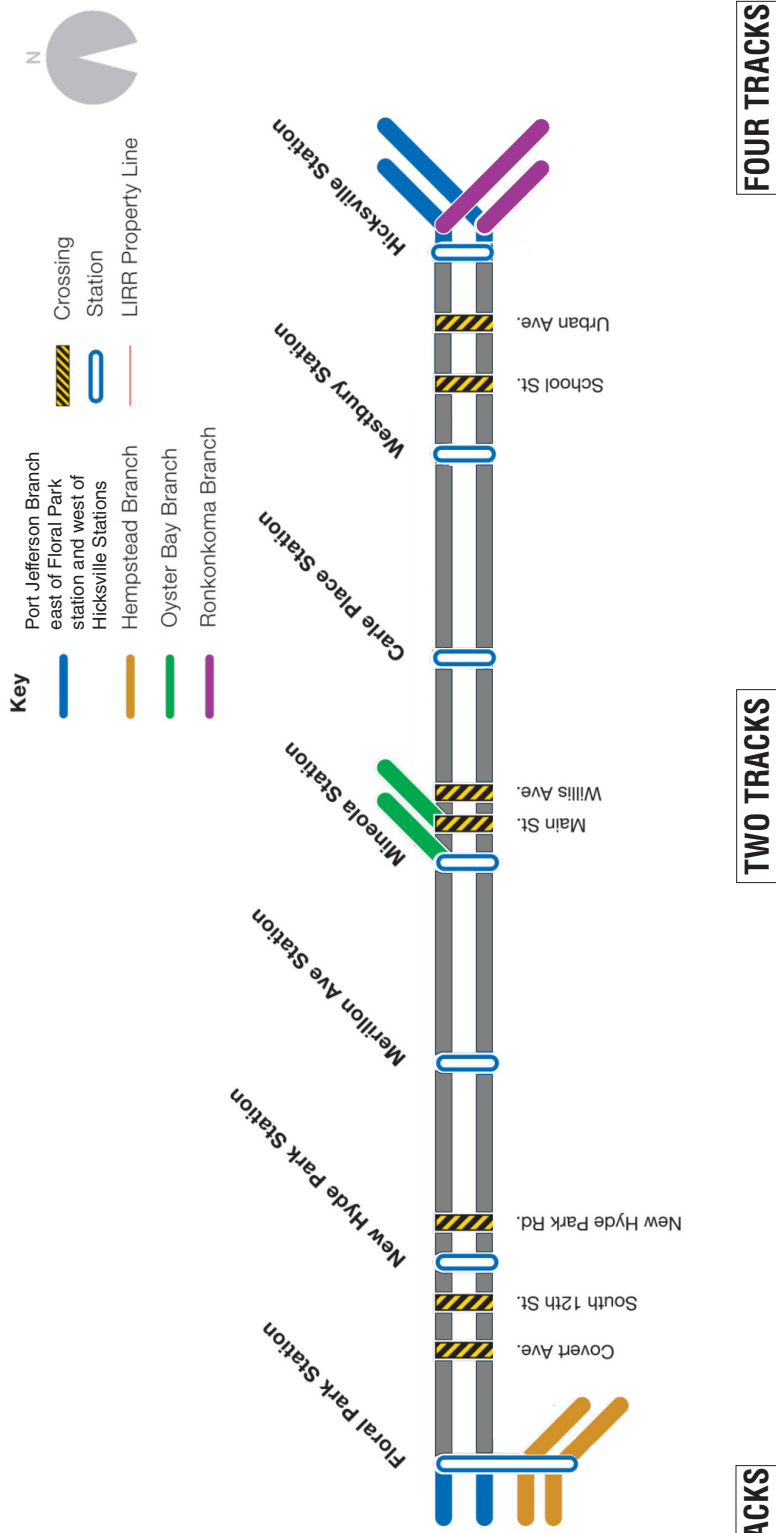 N
Key
Port Jefferson Branch
east of Floral Park
station and west of
Hicksville Stations
Hempstead Branch
Oyster Bay Branch
Ronkonkoma Branch
Crossing
Station
LIRR Property Line
Floral Park Station
New Hyde Park Station
Merillon Ave Station
Mineola Station
Carle Place Station
Westbury Station
Hicksville Station
Covert Ave.
South 12th St.
New Hyde Park Rd.
Main St.
Willis Ave.
School St.
Urban Ave.
ACKS
TWO TRACKS
FOUR TRACKS